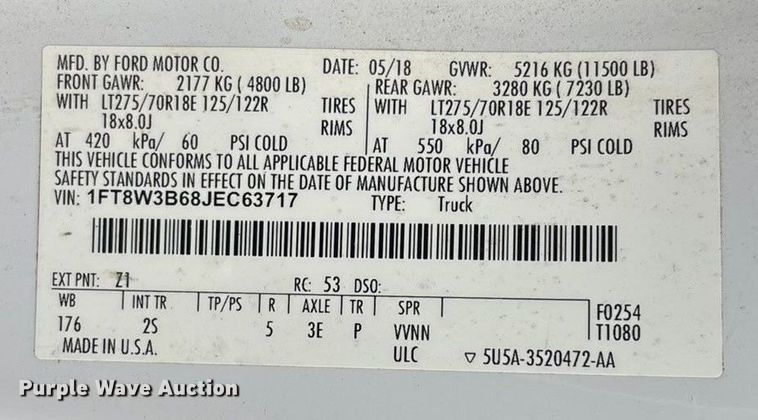 MFD. BY FORD MOTOR CO. DATE: 05/18 GVWR: 5216 KG (11500 LB)
FRONT GAWR: 2177 KG ( 4800 LB) REAR GAWR: 3280 KG ( 7230 LB)
WITH LT275/70R18E 125/122R TIRES WITH LT275/70R18E 125/122R TIRES
18x8.0J RIMS 18x8.0J RIMS
AT 420 kPa/ 60 PSI COLD AT 550 kPa/ 80 PSI COLD
THIS VEHICLE CONFORMS TO ALL APPLICABLE FEDERAL MOTOR VEHICLE
SAFETY STANDARDS IN EFFECT ON THE DATE OF MANUFACTURE SHOWN ABOVE.
VIN: 1FT8W3B68JEC63717 TYPE: Truck
EXT PNT: Z1 RC: 53 DSO:
WB INT TR TP/PS R AXLE TR SPR F0254
176 2S 5 3E P VVNN T1080
MADE IN U.S.A. ULC ▽ 5U5A-3520472-AA
Purple Wave Auction